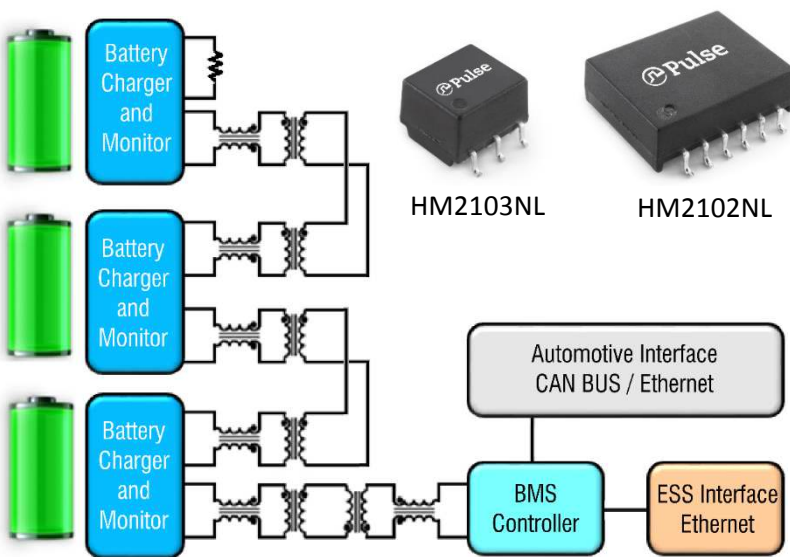 Battery
Charger
and
Monitor
Pulse
Pulse
HM2103NL
HM2102NL
Battery
Charger
and
Monitor
Automotive Interface
CAN BUS / Ethernet
Battery
Charger
and
Monitor
BMS
Controller
ESS Interface
Ethernet